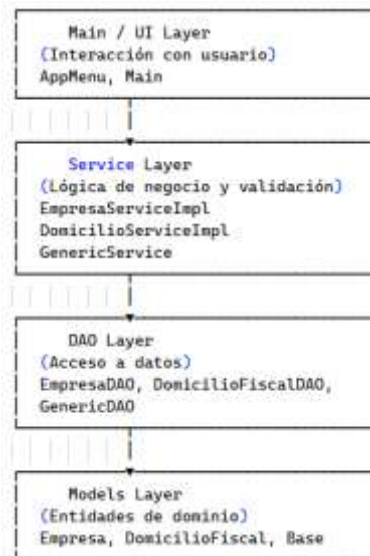 Main / UI Layer
(Interacción con usuario)
AppMenu, Main
Service Layer
(Lógica de negocio y validación)
EmpresaServiceImpl
DomicilioServiceImpl
GenericService
DAO Layer
(Acceso a datos)
EmpresaDAO, DomicilioFiscalDAO,
GenericDAO
Models Layer
(Entidades de dominio)
Empresa, DomicilioFiscal, Base